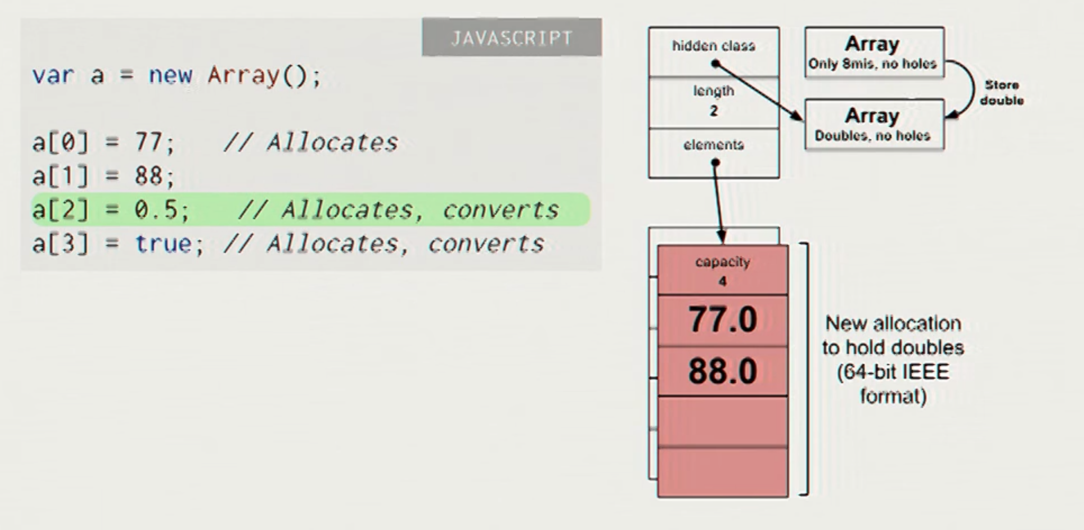 JAVASCRIPT
var a = new Array();
a[0] = 77;   // Allocates
a[1] = 88;
a[2] = 0.5;   // Allocates, converts
a[3] = true; // Allocates, converts
hidden class
length
2
elements
Array
Only 8mis, no holes
Array
Doubles, no holes
Store
double
capacity
4
77.0
88.0
New allocation
to hold doubles
(64-bit IEEE
format)